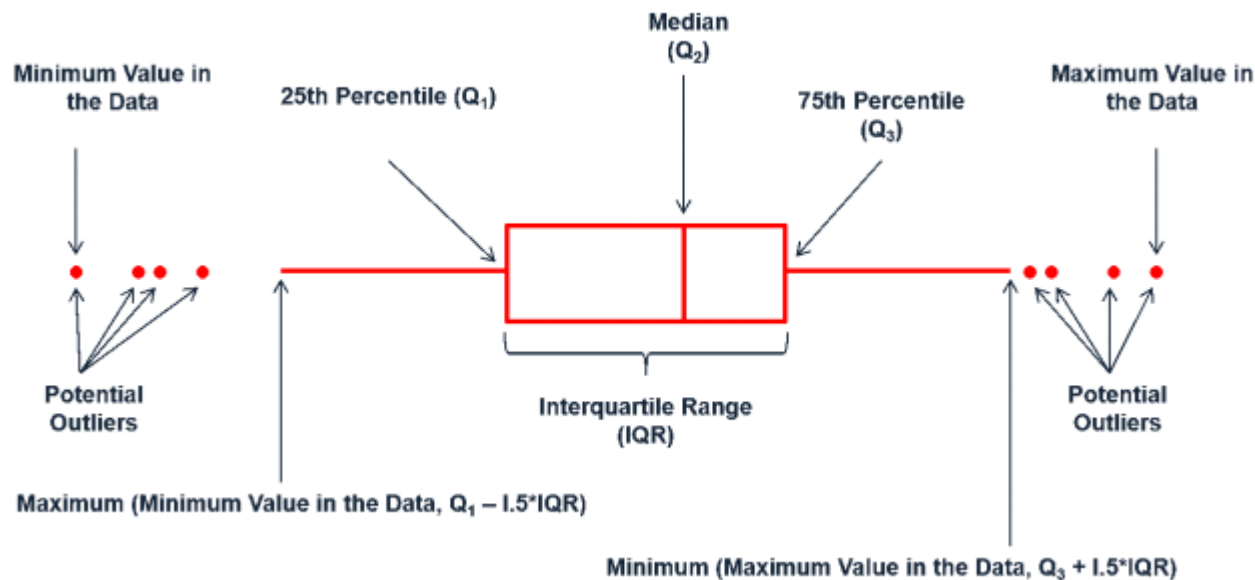 Median
(Q₂)
Minimum Value in
the Data
Maximum Value in
the Data
25th Percentile (Q₁)
75th Percentile
(Q₃)
Potential
Outliers
Interquartile Range
(IQR)
Potential
Outliers
Maximum (Minimum Value in the Data, Q₁ – I.5*IQR)
Minimum (Maximum Value in the Data, Q₃ + I.5*IQR)